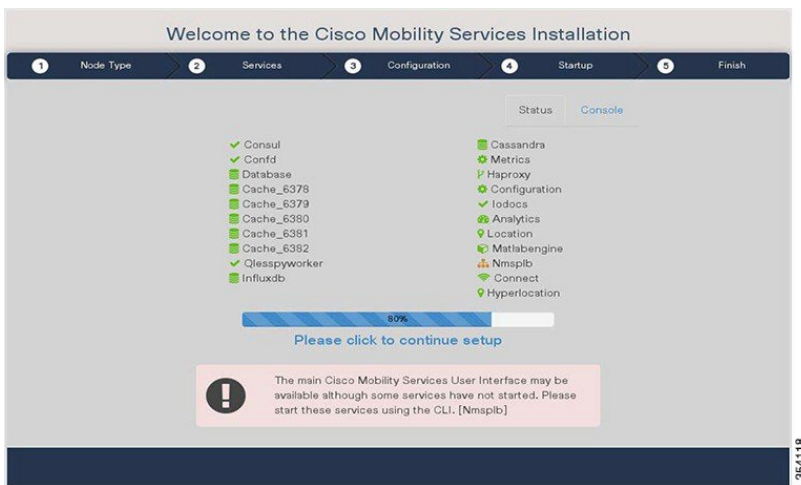 Welcome to the Cisco Mobility Services Installation
1 Node Type 2 Services 3 Configuration 4 Startup 5 Finish
Status Console
Consul
Confd
Database
Cache_6378
Cache_6379
Cache_6380
Cache_6381
Cache_6382
Qlesspyworker
Influxdb
Cassandra
Metrics
Haproxy
Configuration
Iodocs
Analytics
Location
Matlabengine
Nmsplb
Connect
Hyperlocation
80%
Please click to continue setup
The main Cisco Mobility Services User Interface may be
available although some services have not started. Please
start these services using the CLI. [Nmsplb]
354118